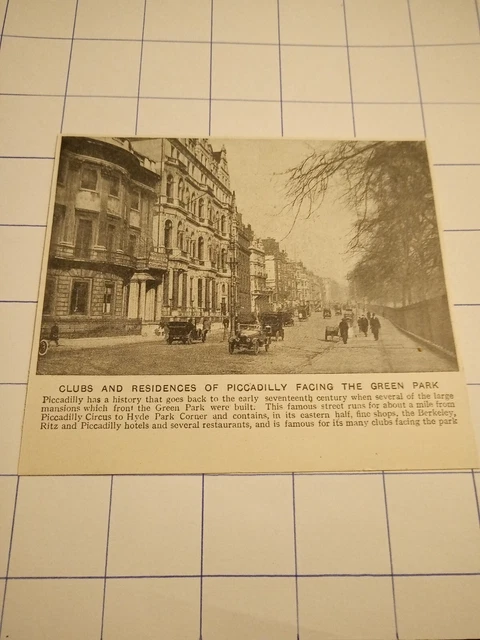 CLUBS AND RESIDENCES OF PICCADILLY FACING THE GREEN PARK
Piccadilly has a history that goes back to the early seventeenth century when several of the large
mansions which front the Green Park were built. This famous street runs for about a mile from
Piccadilly Circus to Hyde Park Corner and contains, in its eastern half, fine shops, the Berkeley,
Ritz and Piccadilly hotels and several restaurants, and is famous for its many clubs facing the park